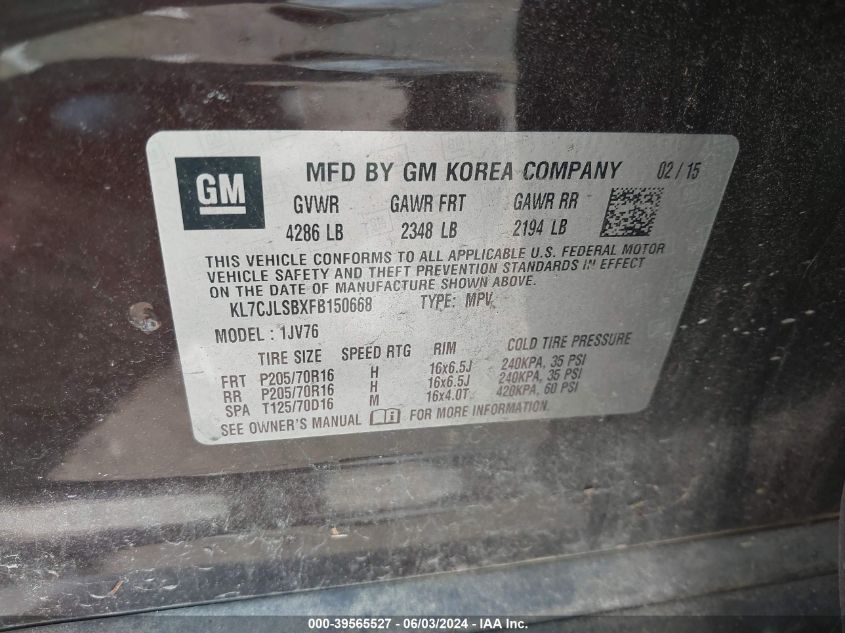 GM
MFD BY GM KOREA COMPANY 02 / 15
GVWR GAWR FRT GAWR RR
4286 LB 2348 LB 2194 LB
THIS VEHICLE CONFORMS TO ALL APPLICABLE U.S. FEDERAL MOTOR
VEHICLE SAFETY AND THEFT PREVENTION STANDARDS IN EFFECT
ON THE DATE OF MANUFACTURE SHOWN ABOVE.
KL7CJLSBXFB150668 TYPE: MPV
MODEL : 1JV76
TIRE SIZE SPEED RTG RIM COLD TIRE PRESSURE
FRT P205/70R16 H 16x6.5J 240KPA, 35 PSI
RR P205/70R16 H 16x6.5J 240KPA, 35 PSI
SPA T125/70D16 M 16x4.0T 420KPA, 60 PSI
SEE OWNER'S MANUAL FOR MORE INFORMATION.
000-39565527 - 06/03/2024 - IAA Inc.